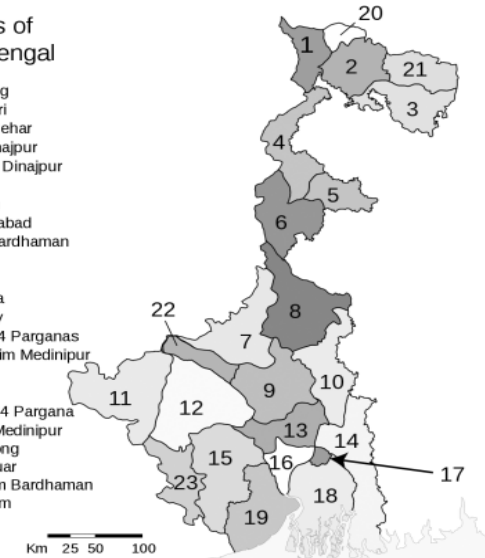 s of
engal
g
ri
ehar
ajpur
Dinajpur
abad
ardhaman
a
y
4 Parganas
im Medinipur
4 Pargana
Medinipur
ong
uar
m Bardhaman
m
20
1
2
21
3
4
5
6
8
22
7
9
10
11
12
13
14
15
16
17
23
18
19
Km 25 50 100